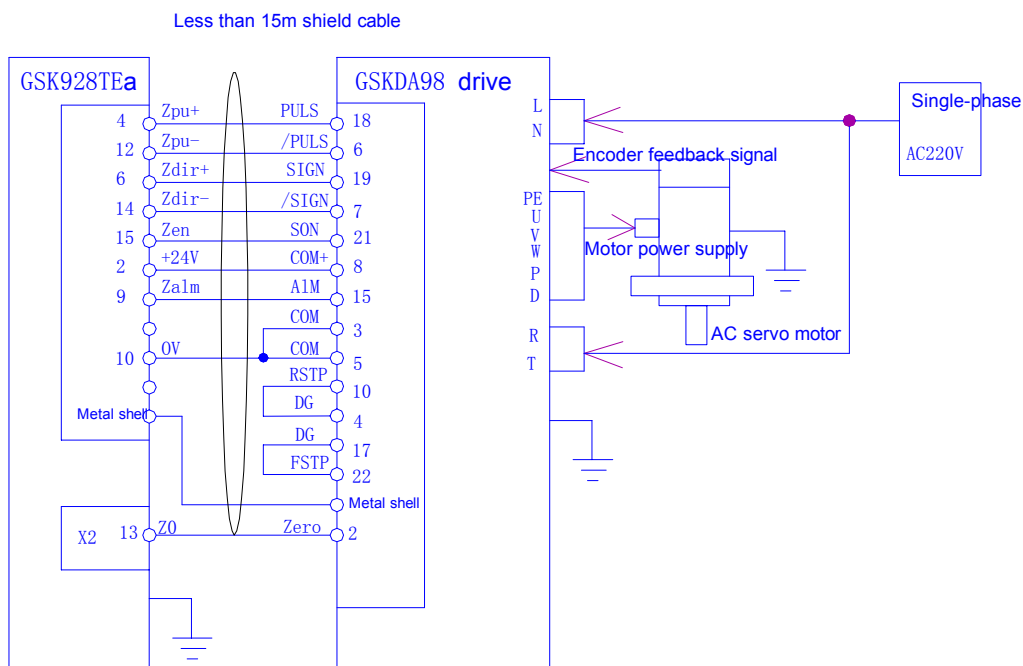 Less than 15m shield cable
GSK928TEa
GSKDA98 drive
Single-phase
AC220V
4 Zpu+ PULS 18
12 Zpu- /PULS 6
6 Zdir+ SIGN 19
14 Zdir- /SIGN 7
15 Zen SON 21
2 +24V COM+ 8
9 Zalm AlM 15
COM 3
10 0V COM 5
RSTP 10
DG 4
DG 17
FSTP 22
Metal shell
Metal shell
X2 13 Z0 Zero 2
L
N
Encoder feedback signal
PE
U
V
W
P
D
Motor power supply
R
T
AC servo motor